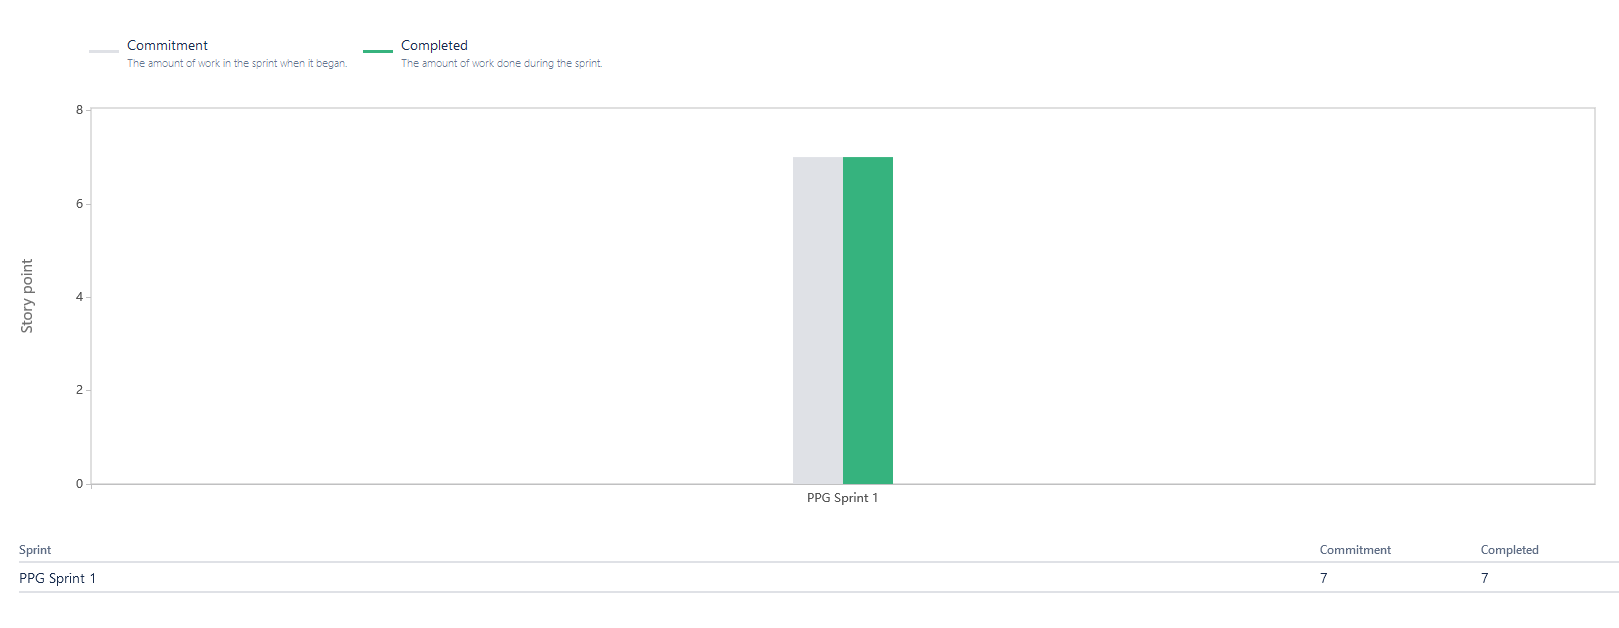 Commitment
The amount of work in the sprint when it began.
Completed
The amount of work done during the sprint.
8
6
4
2
0
Story point
PPG Sprint 1
Sprint Commitment Completed
PPG Sprint 1 7 7